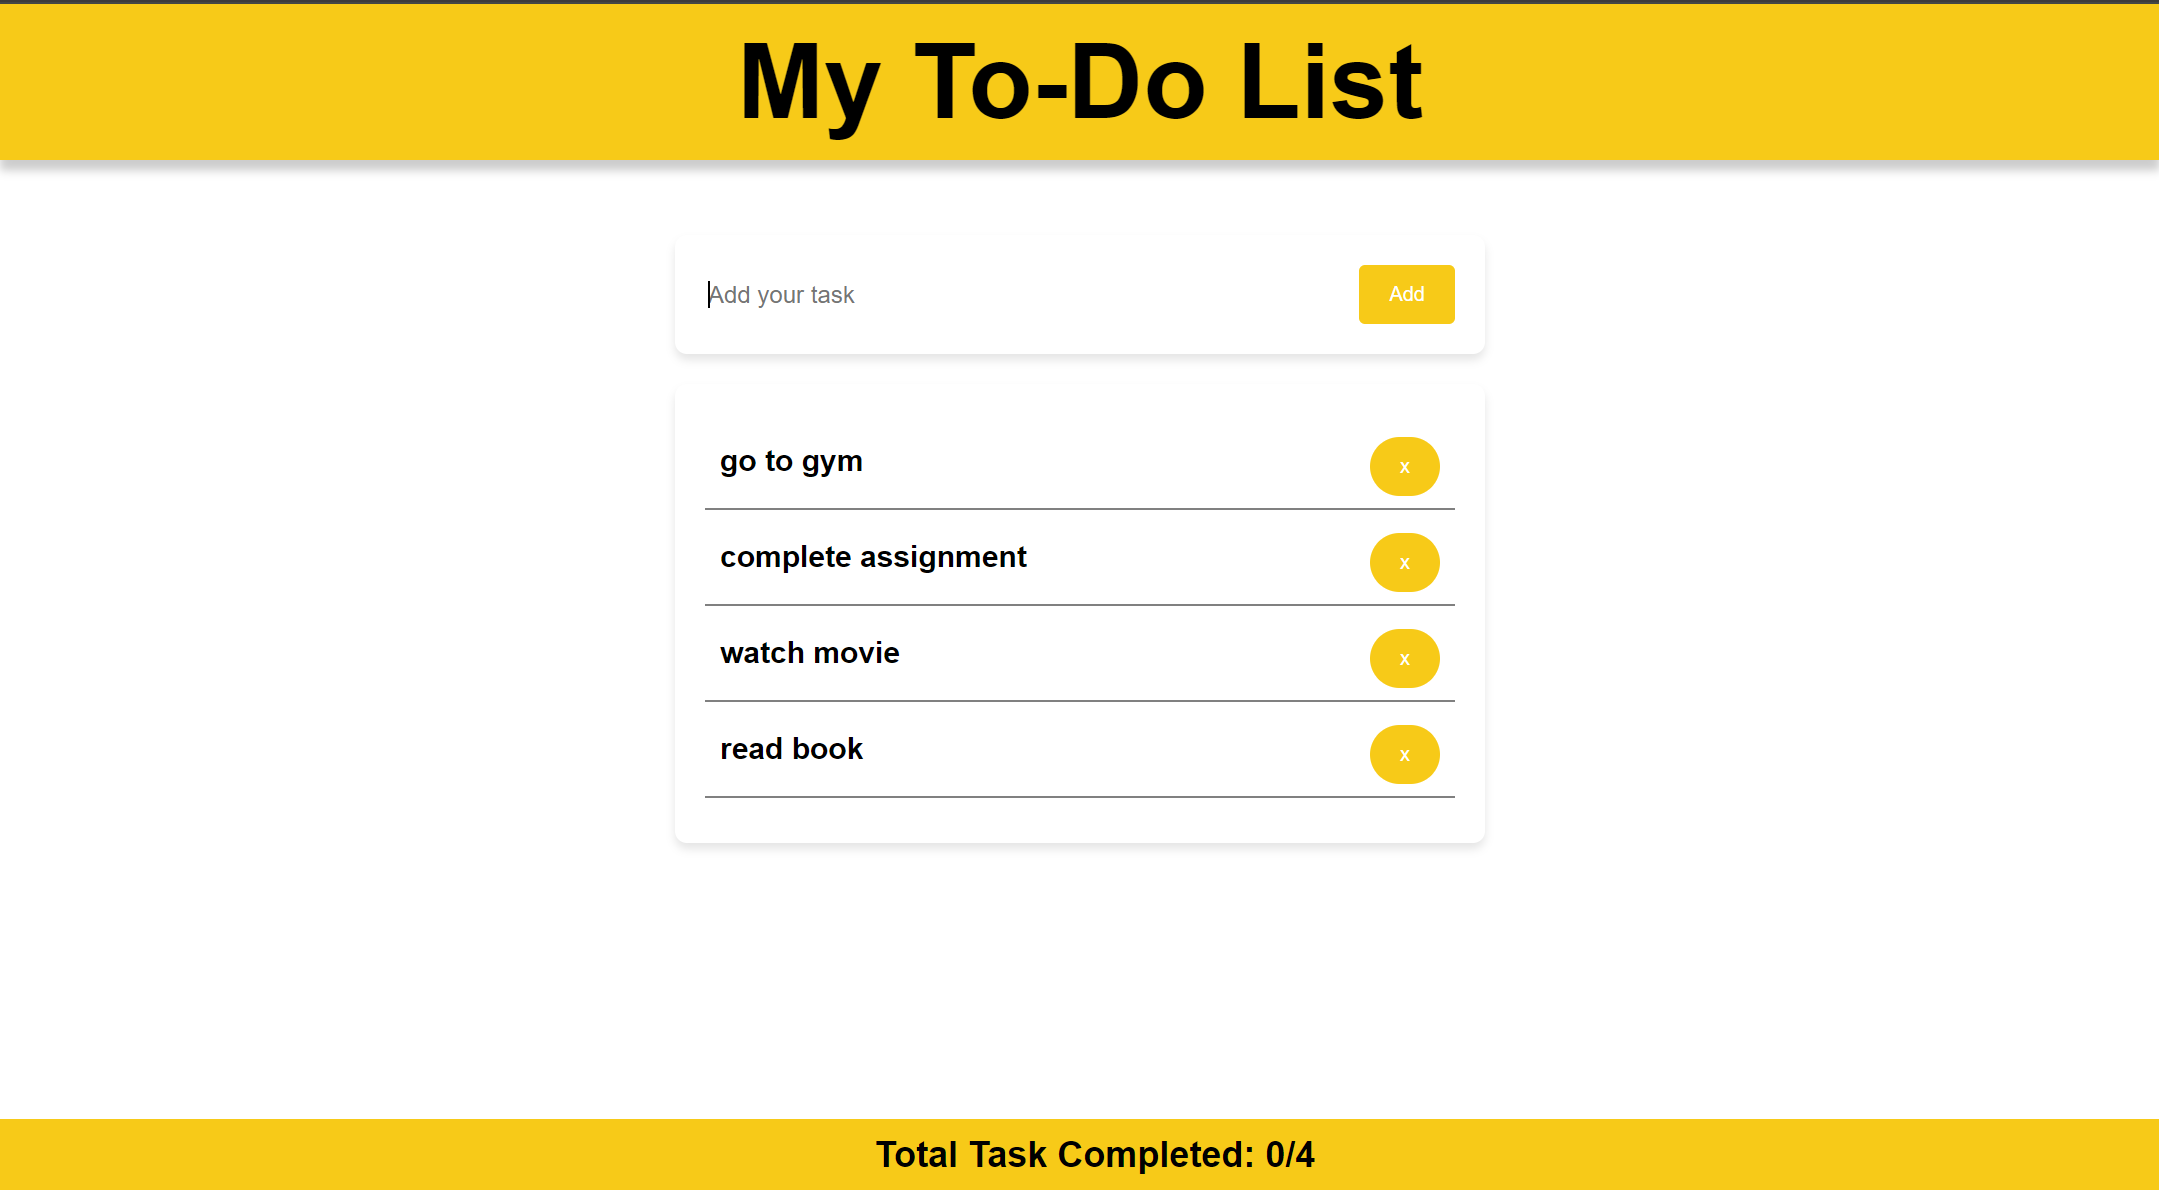 My To-Do List
Add your task
Add
go to gym
x
complete assignment
x
watch movie
x
read book
x
Total Task Completed: 0/4